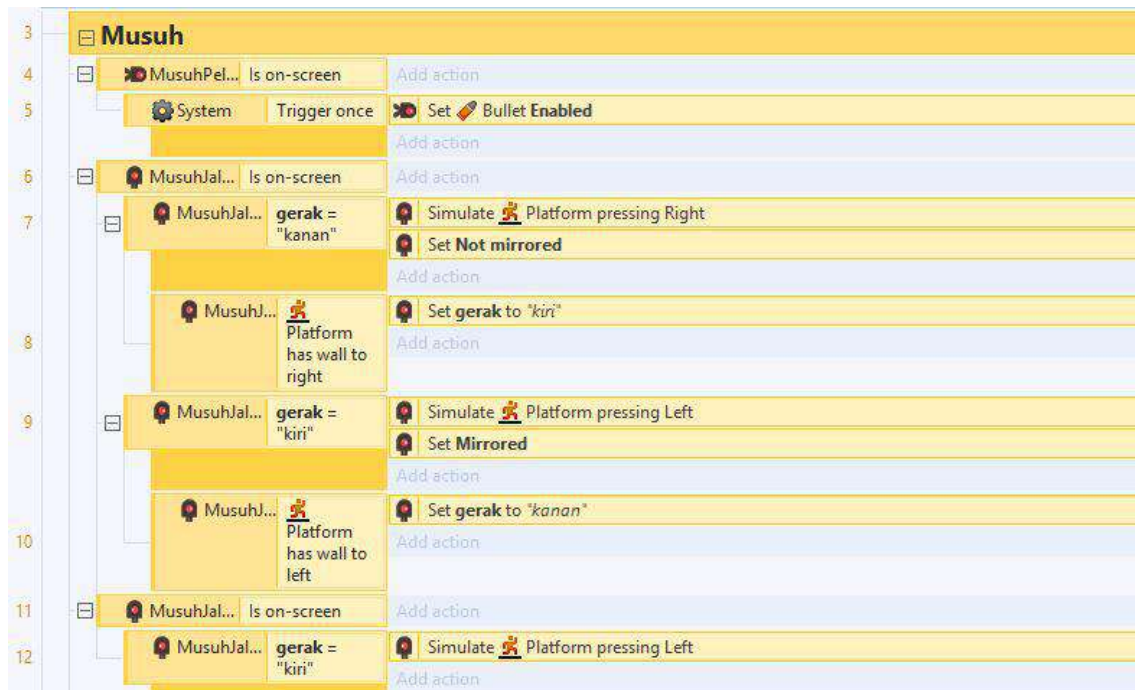 3 Musuh
4 MusuhPel... Is on-screen Add action
5 System Trigger once Set Bullet Enabled
Add action
6 MusuhJal... Is on-screen Add action
7 MusuhJal... gerak = Simulate Platform pressing Right
"kanan" Set Not mirrored
Add action
MusuhJ... Set gerak to "kiri"
Platform
8 has wall to Add action
right
9 MusuhJal... gerak = Simulate Platform pressing Left
"kiri" Set Mirrored
Add action
MusuhJ... Set gerak to "kanan"
Platform
10 has wall to Add action
left
11 MusuhJal... Is on-screen Add action
12 MusuhJal... gerak = Simulate Platform pressing Left
"kiri" Add action